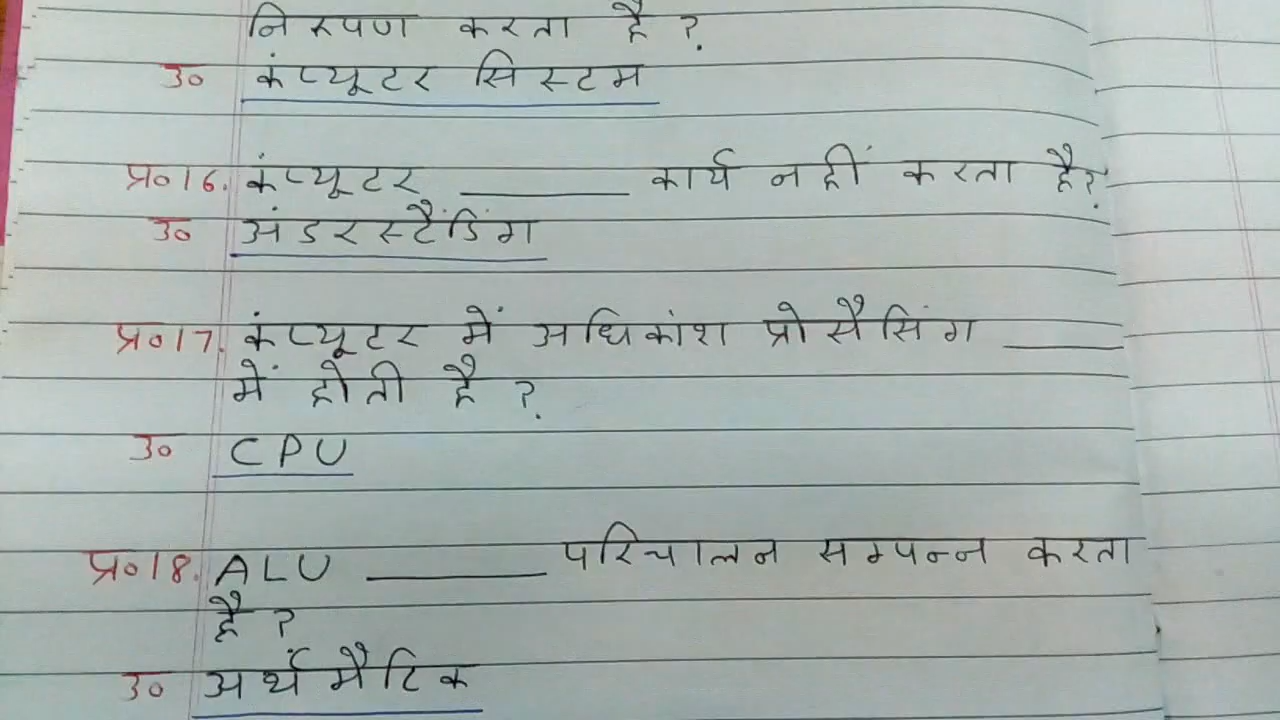 निरुपण करता है ?
उ० कंप्यूटर सिस्टम
प्र०16. कंप्यूटर ________ कार्य नहीं करता है?
उ० अंडरस्टैंडिंग
प्र०17. कंप्यूटर में अधिकांश प्रोसैसिंग ______
में होती है ?
उ० CPU
प्र०18. ALU ________ परिचालन सम्पन्न करता
है ?
उ० अर्थमैटिक